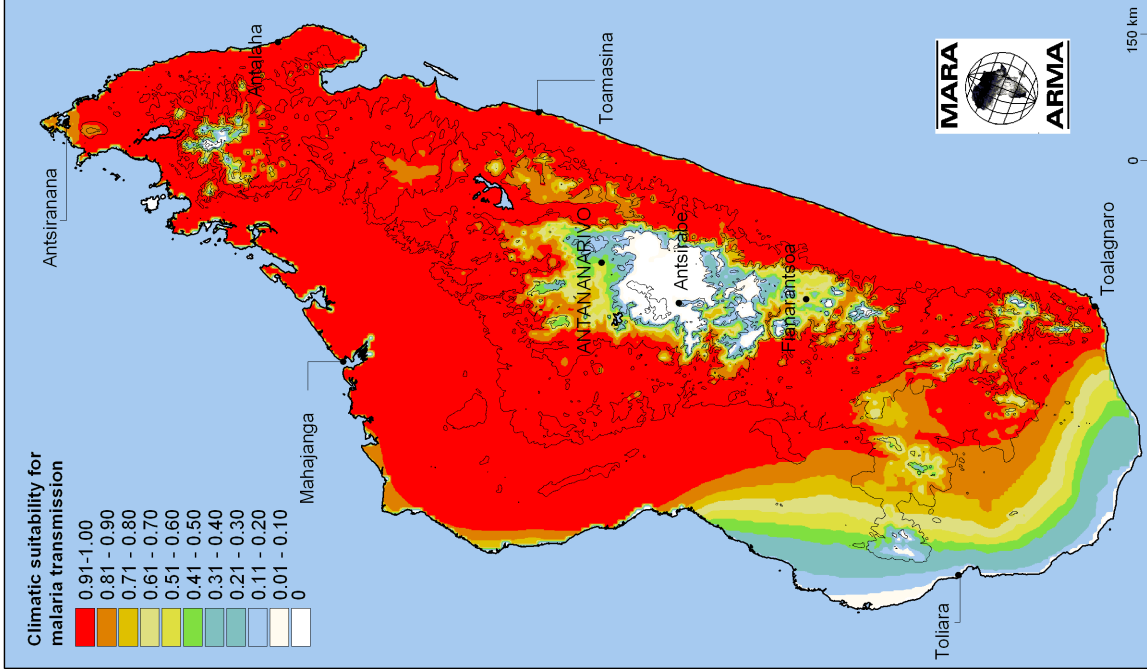 Climatic suitability for
malaria transmission
0.91-1.00
0.81 - 0.90
0.71 - 0.80
0.61 - 0.70
0.51 - 0.60
0.41 - 0.50
0.31 - 0.40
0.21 - 0.30
0.11 - 0.20
0.01 - 0.10
0
Antsiranana
Antalaha
Mahajanga
Toamasina
ANTANANARIVO
Antsirabe
Fianarantsoa
Toliara
Toalagnaro
MARA
ARMA
0
150 km